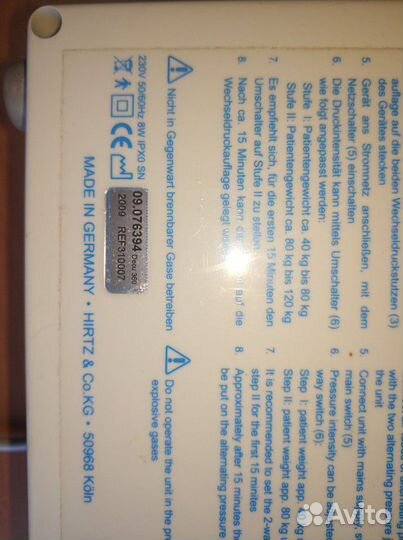 auflage auf die beiden Wechseldruckstutzen (3)
des Gerätes stecken
5. Gerät ans Stromnetz anschließen, mit dem
Netzschalter (5) einschalten
6. Die Druckintensität kann mittels Umschalter (6)
wie folgt angepasst werden:
Stufe I: Patientengewicht ca. 40 kg bis 80 kg
Stufe II: Patientengewicht ca. 80 kg bis 120 kg
7. Es empfiehlt sich, für die ersten 15 Minuten den
Umschalter auf Stufe II zu stellen
8. Nach ca. 15 Minuten kann die auf die
Wechseldruckauflage gelegt
Nicht in Gegenwart brennbarer Gase betreiben
230V 50/60Hz 8W IPX0 SN
CE
09.076394
2009 REF310007
MADE IN GERMANY • HIRTZ & Co.KG • 50968 Köln
with the two alternating pressure
the unit
5. Connect unit with mains supply,
main switch (5)
6. Pressure intensity can be
way switch (6):
Step I: patient weight app.
Step II: patient weight app. 80 kg
7. It is recommended to set the 2-way
step II for the first 15 minites
8. Approximately after 15 minutes the
be put on the alternating pressure
Do not operate the unit in the
explosive gases
Avito